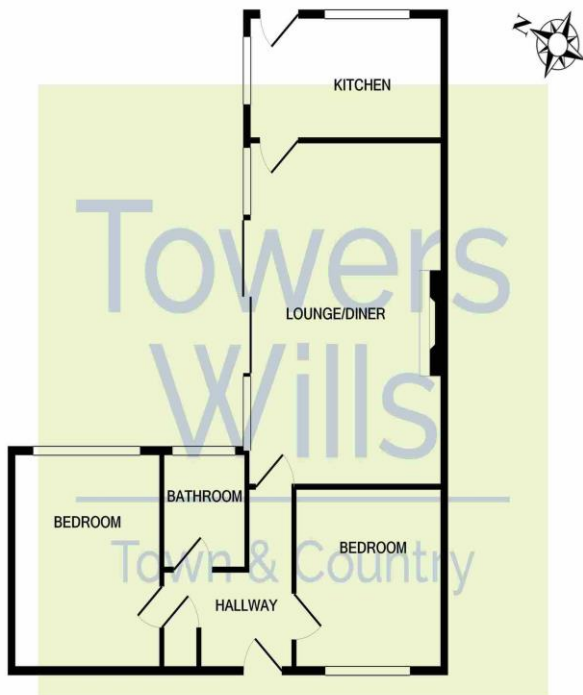 N
KITCHEN
Towers
LOUNGE/DINER
Wills
BATHROOM
BEDROOM
BEDROOM
Town & Country
HALLWAY